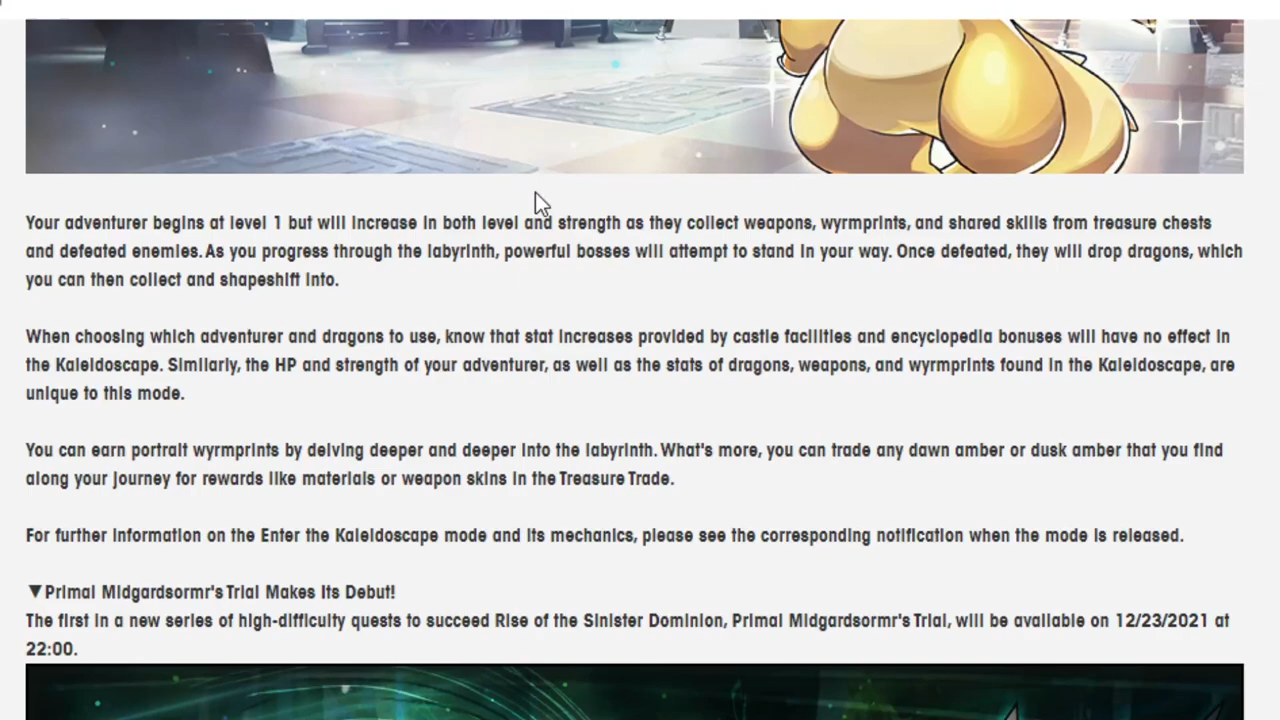 Your adventurer begins at level 1 but will increase in both level and strength as they collect weapons, wyrmprints, and shared skills from treasure chests
and defeated enemies. As you progress through the labyrinth, powerful bosses will attempt to stand in your way. Once defeated, they will drop dragons, which
you can then collect and shapeshift into.
When choosing which adventurer and dragons to use, know that stat increases provided by castle facilities and encyclopedia bonuses will have no effect in
the Kaleidoscape. Similarly, the HP and strength of your adventurer, as well as the stats of dragons, weapons, and wyrmprints found in the Kaleidoscape, are
unique to this mode.
You can earn portrait wyrmprints by delving deeper and deeper into the labyrinth. What's more, you can trade any dawn amber or dusk amber that you find
along your journey for rewards like materials or weapon skins in the Treasure Trade.
For further information on the Enter the Kaleidoscape mode and its mechanics, please see the corresponding notification when the mode is released.
▼Primal Midgardsormr's Trial Makes Its Debut!
The first in a new series of high-difficulty quests to succeed Rise of the Sinister Dominion, Primal Midgardsormr's Trial, will be available on 12/23/2021 at
22:00.